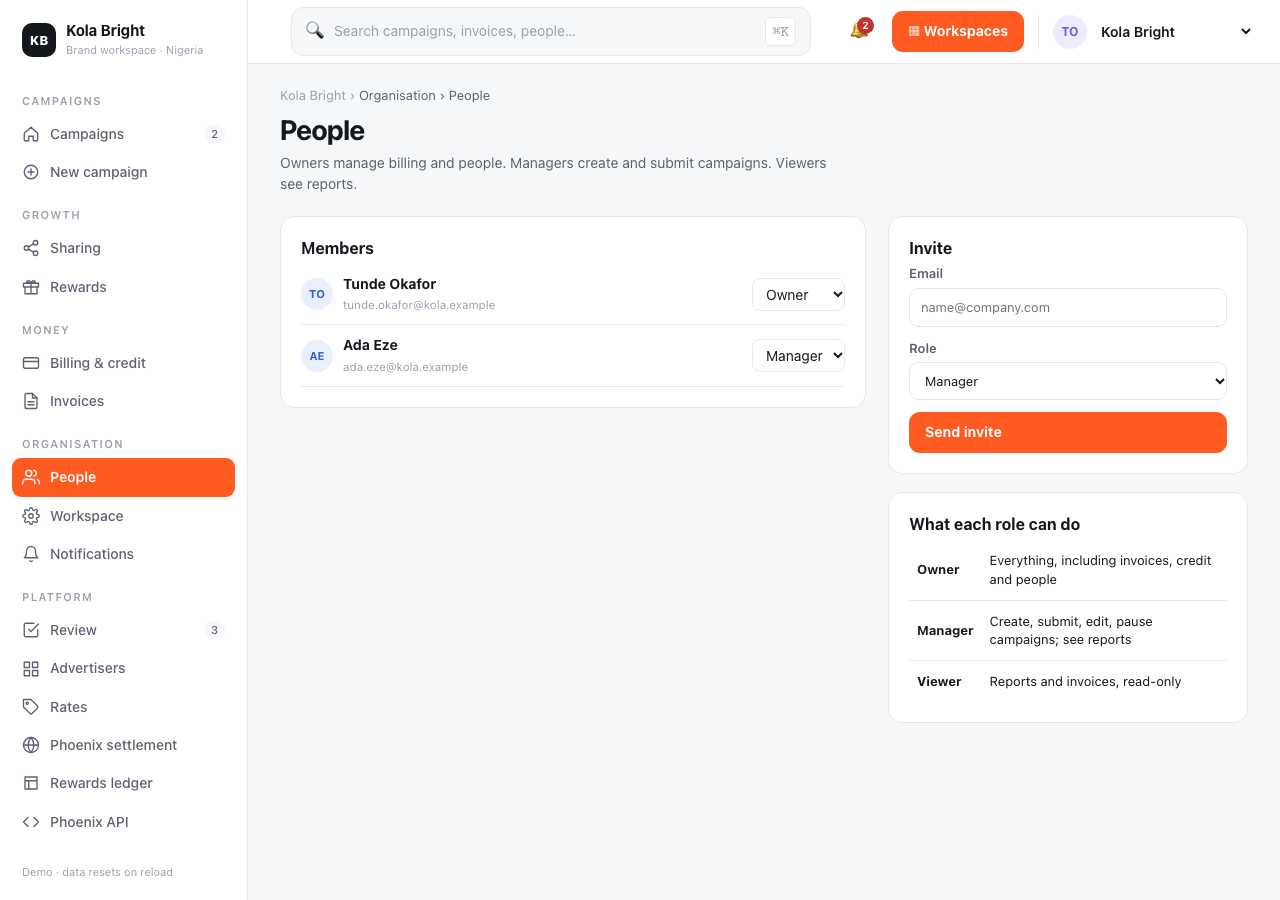 KB
Kola Bright
Brand workspace · Nigeria
CAMPAIGNS
Campaigns 2
New campaign
GROWTH
Sharing
Rewards
MONEY
Billing & credit
Invoices
ORGANISATION
People
Workspace
Notifications
PLATFORM
Review 3
Advertisers
Rates
Phoenix settlement
Rewards ledger
Phoenix API
Demo · data resets on reload
Search campaigns, invoices, people... ⌘K
2
Workspaces
TO Kola Bright
Kola Bright › Organisation › People
People
Owners manage billing and people. Managers create and submit campaigns. Viewers
see reports.
Members
TO Tunde Okafor
tunde.okafor@kola.example
Owner
AE Ada Eze
ada.eze@kola.example
Manager
Invite
Email
name@company.com
Role
Manager
Send invite
What each role can do
Owner Everything, including invoices, credit
and people
Manager Create, submit, edit, pause
campaigns; see reports
Viewer Reports and invoices, read-only